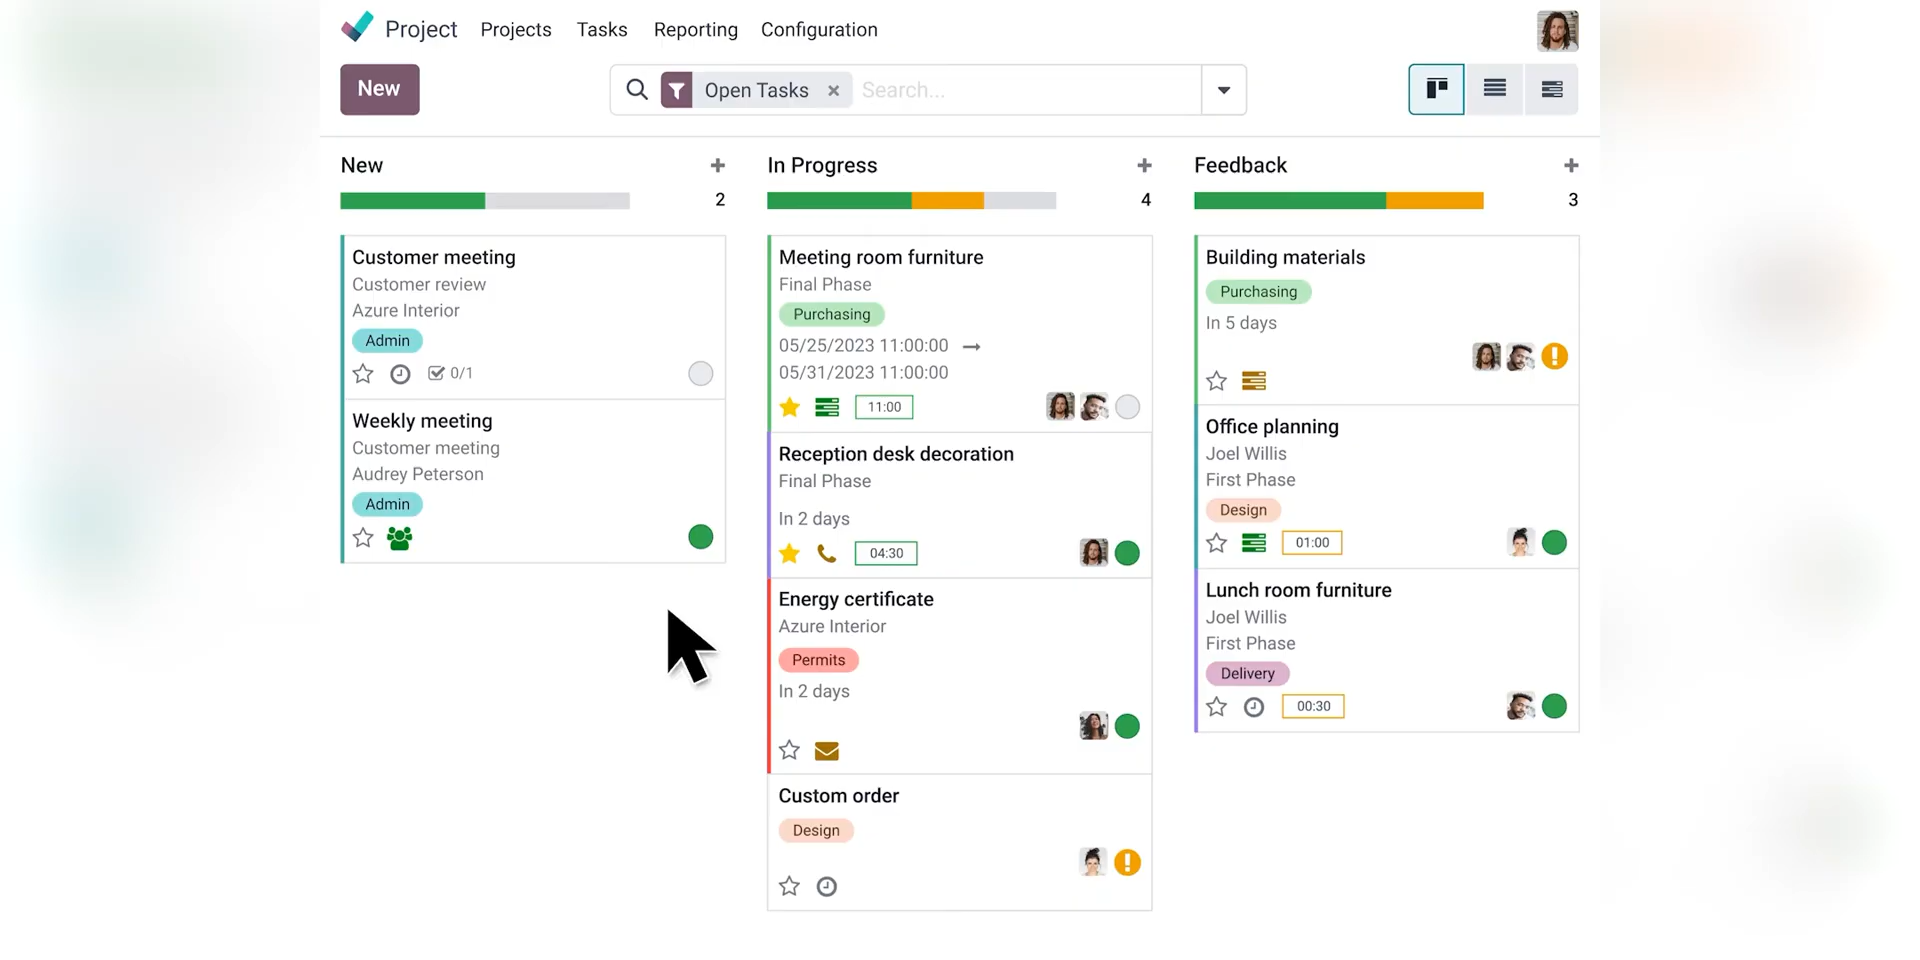 Project Projects Tasks Reporting Configuration
New
Open Tasks × Search...
New +
2
Customer meeting
Customer review
Azure Interior
Admin
0/1
Weekly meeting
Customer meeting
Audrey Peterson
Admin
In Progress +
4
Meeting room furniture
Final Phase
Purchasing
05/25/2023 11:00:00 →
05/31/2023 11:00:00
11:00
Reception desk decoration
Final Phase
In 2 days
04:30
Energy certificate
Azure Interior
Permits
In 2 days
Custom order
Design
Feedback +
3
Building materials
Purchasing
In 5 days
Office planning
Joel Willis
First Phase
Design
01:00
Lunch room furniture
Joel Willis
First Phase
Delivery
00:30